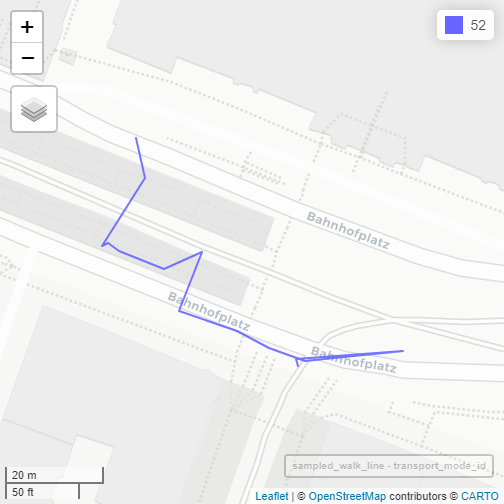 +
52
−
Bahnhofplatz
Bahnhofplatz
Bahnhofplatz
sampled_walk_line - transport_mode_id
20 m
50 ft
Leaflet | © OpenStreetMap contributors © CARTO